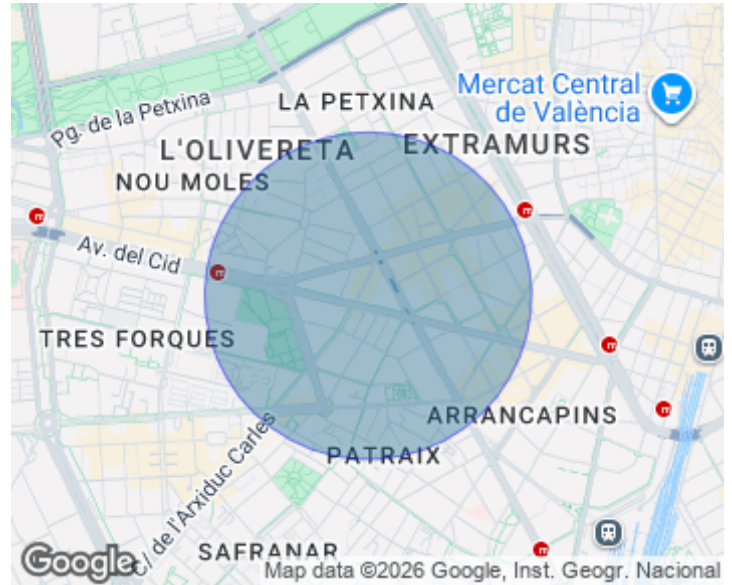 LA PETXINA
Mercat Central
de València
Pg. de la Petxina
L'OLIVERETA
EXTRAMURS
NOU MOLES
Av. del Cid
TRES FORQUES
ARRANCAPINS
C/ de l'Arxiduc Carles
PATRAIX
SAFRANAR
Google
Map data ©2026 Google, Inst. Geogr. Nacional